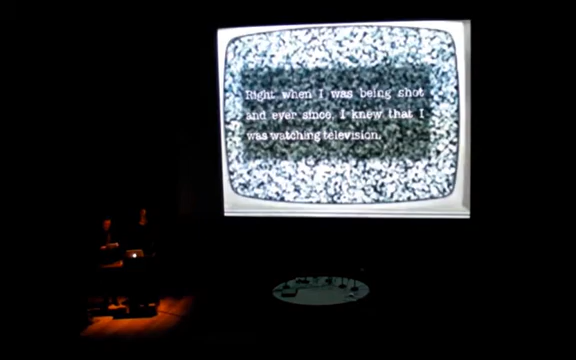 Right when I was being shot
and ever since, I knew that I
was watching television.